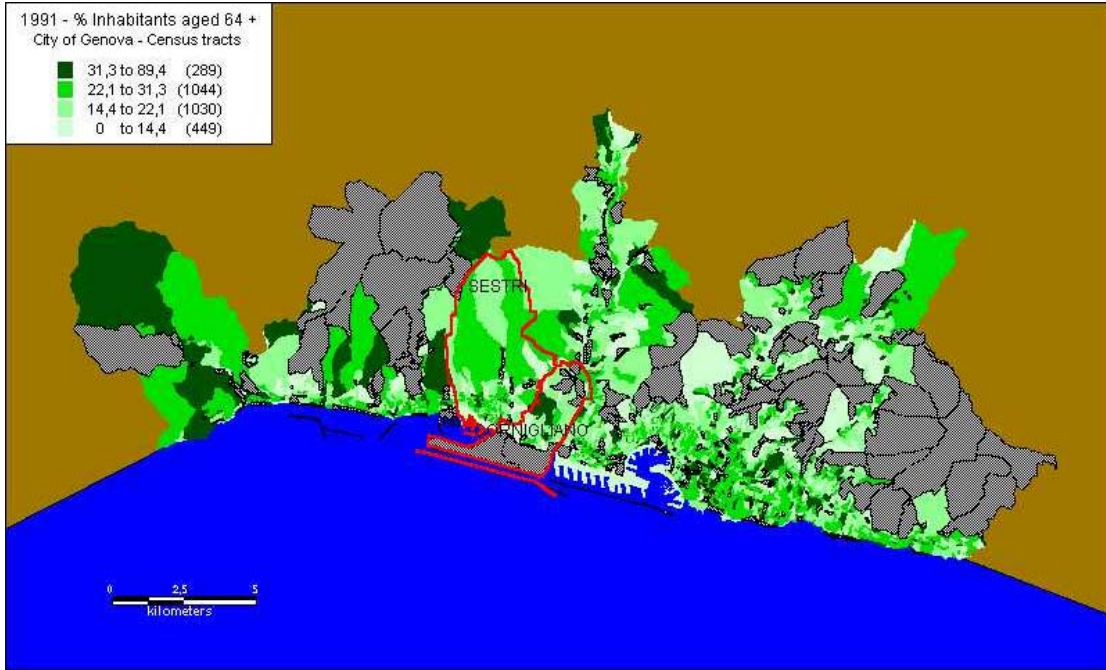 1991 - % Inhabitants aged 64 +
City of Genova - Census tracts
31,3 to 89,4 (289)
22,1 to 31,3 (1044)
14,4 to 22,1 (1030)
0 to 14,4 (449)
SESTRI
CORNIGLIANO
0 2,5 5
kilometers